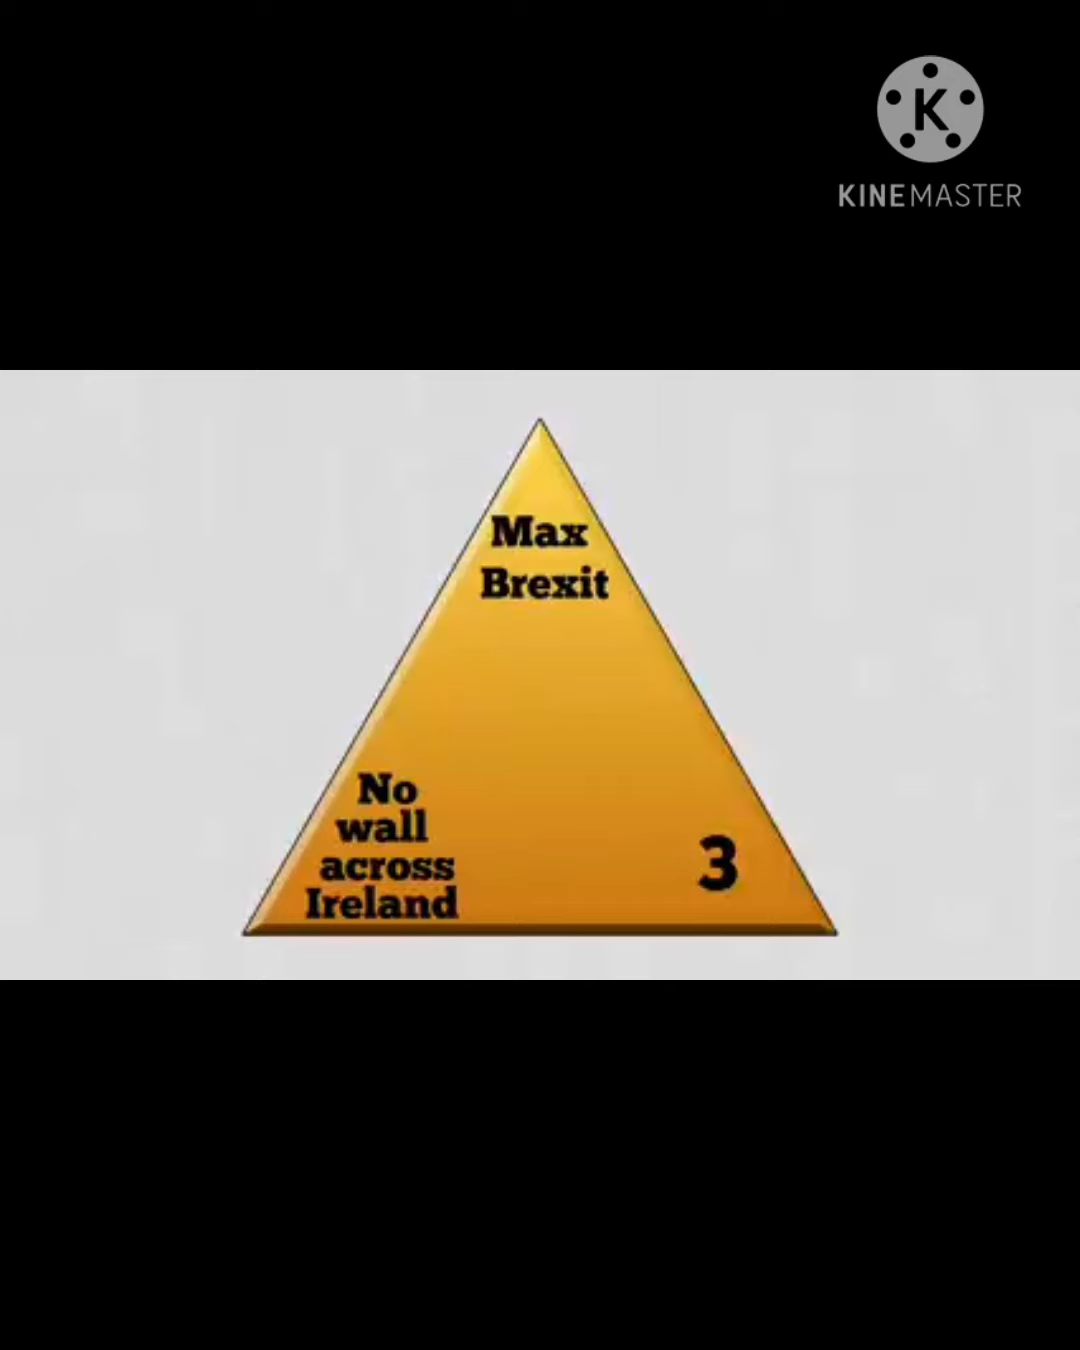 K
KINEMASTER
Max
Brexit
No
wall
across
Ireland
3